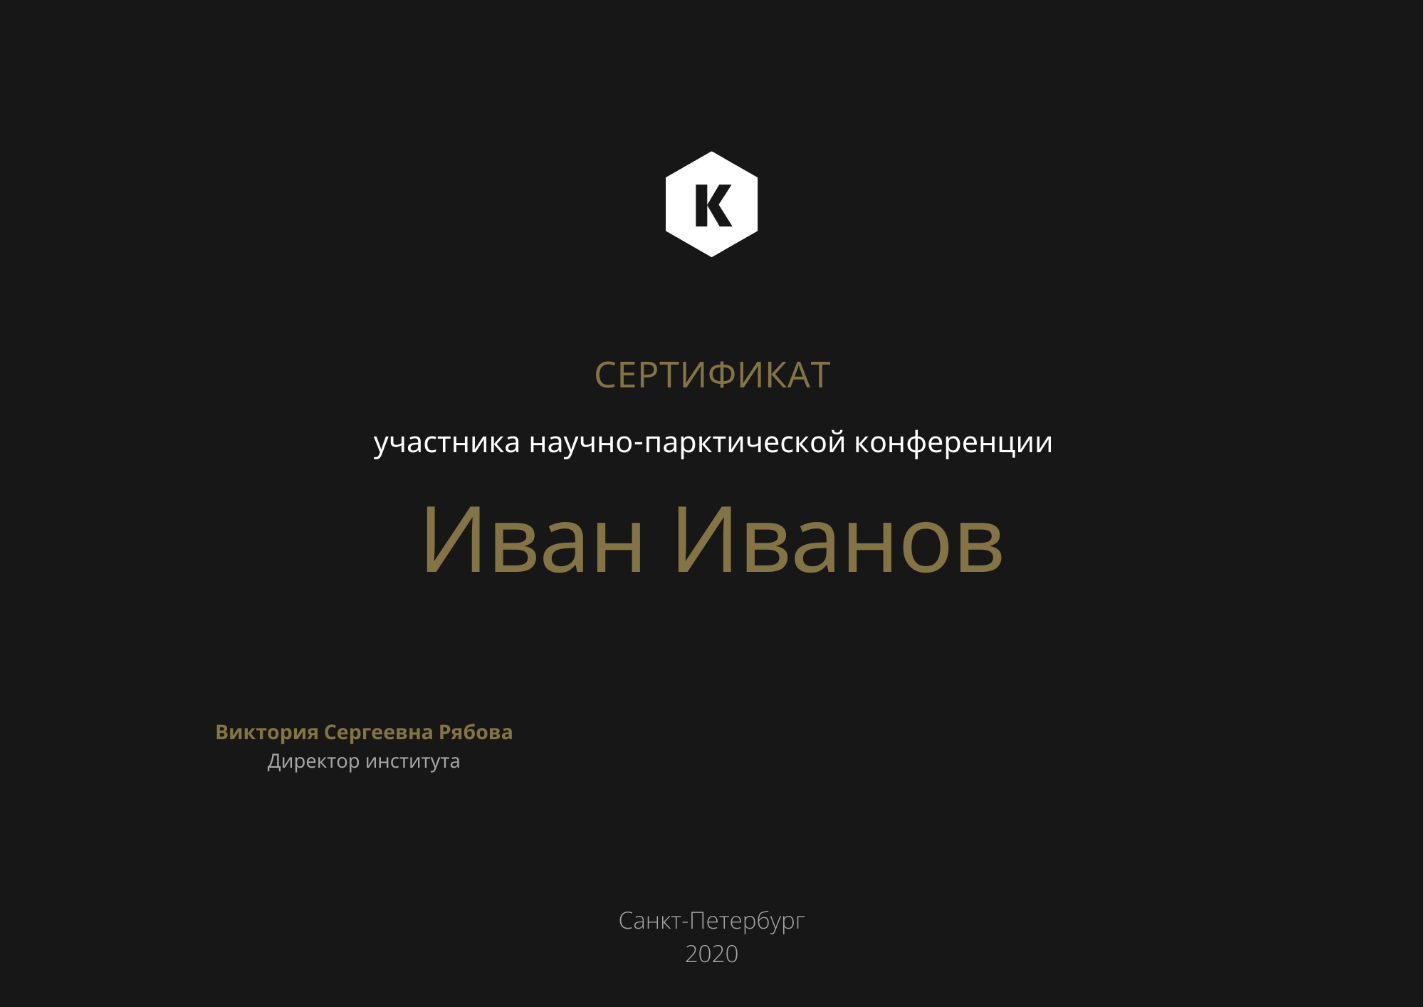 K
СЕРТИФИКАТ
участника научно-парктической конференции
Иван Иванов
Виктория Сергеевна Рябова
Директор института
Санкт-Петербург
2020